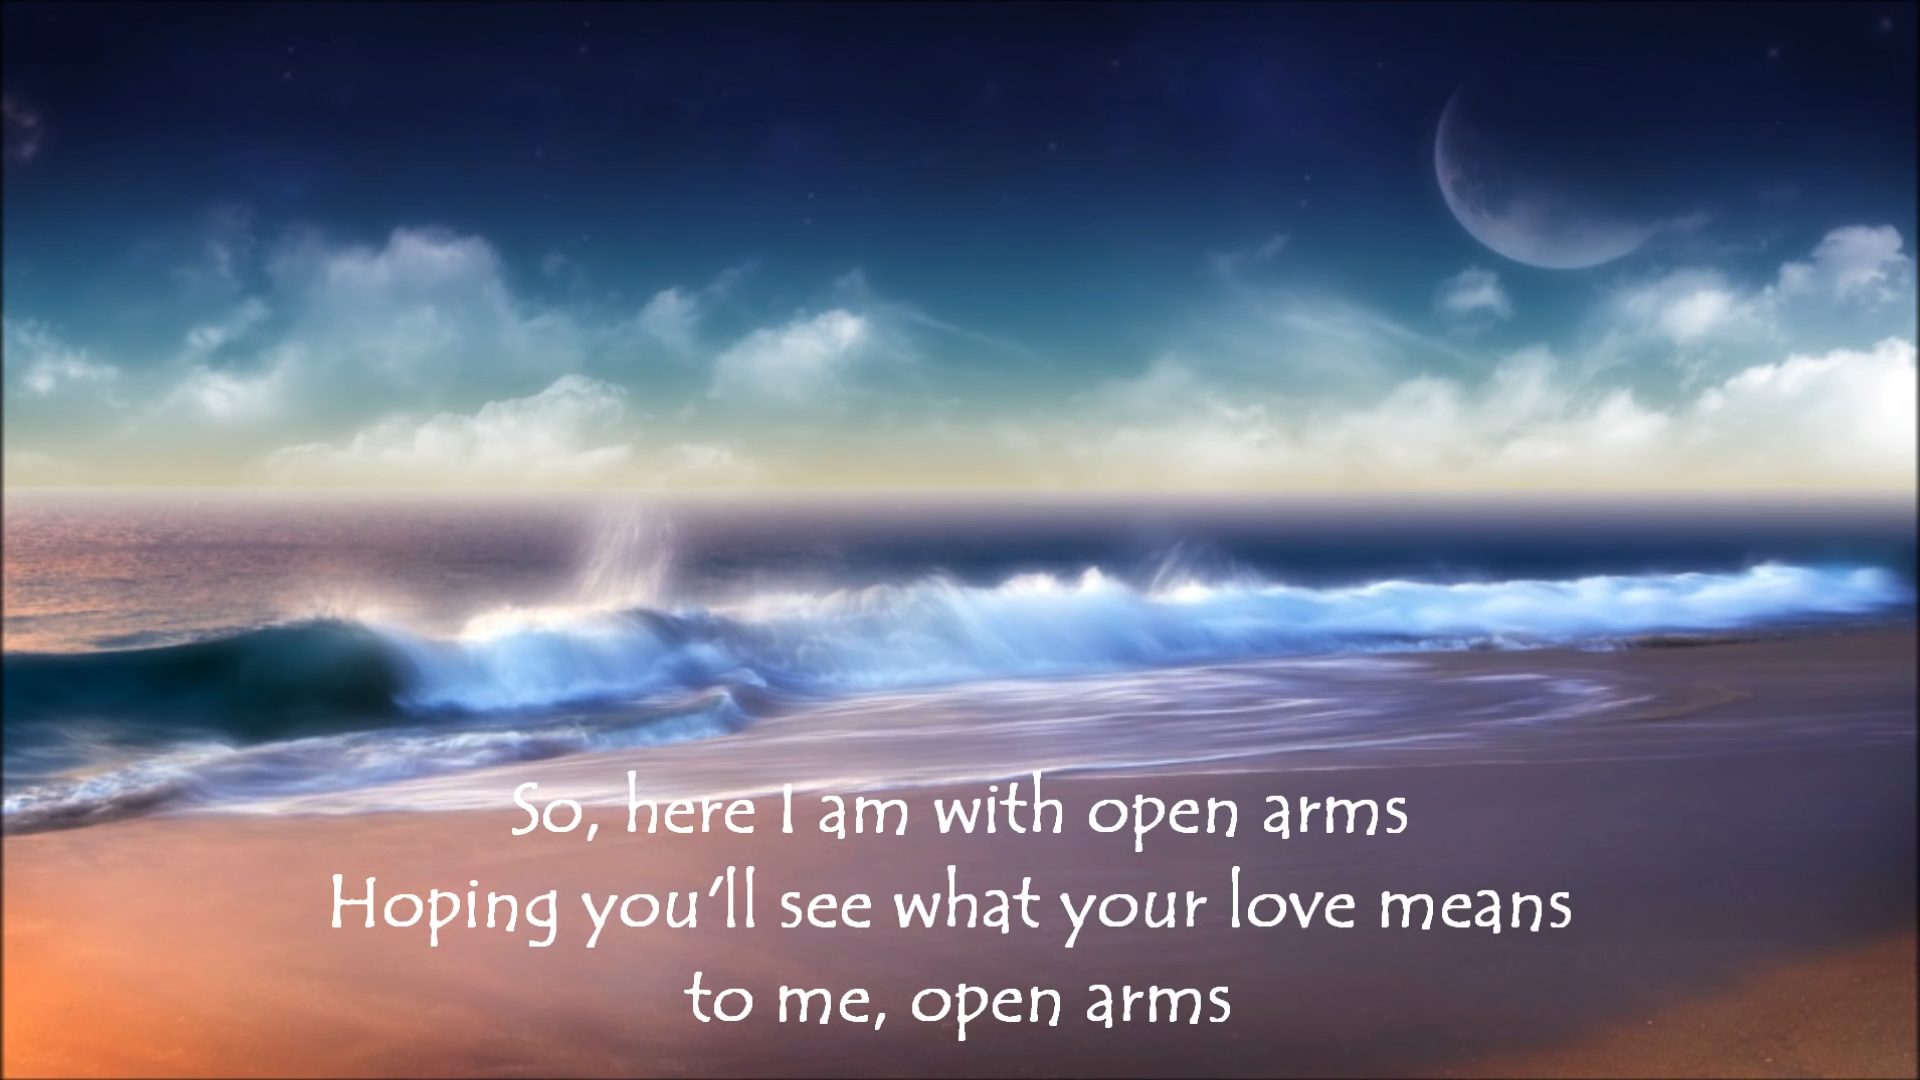 So, here I am with open arms
Hoping you'll see what your love means
to me, open arms